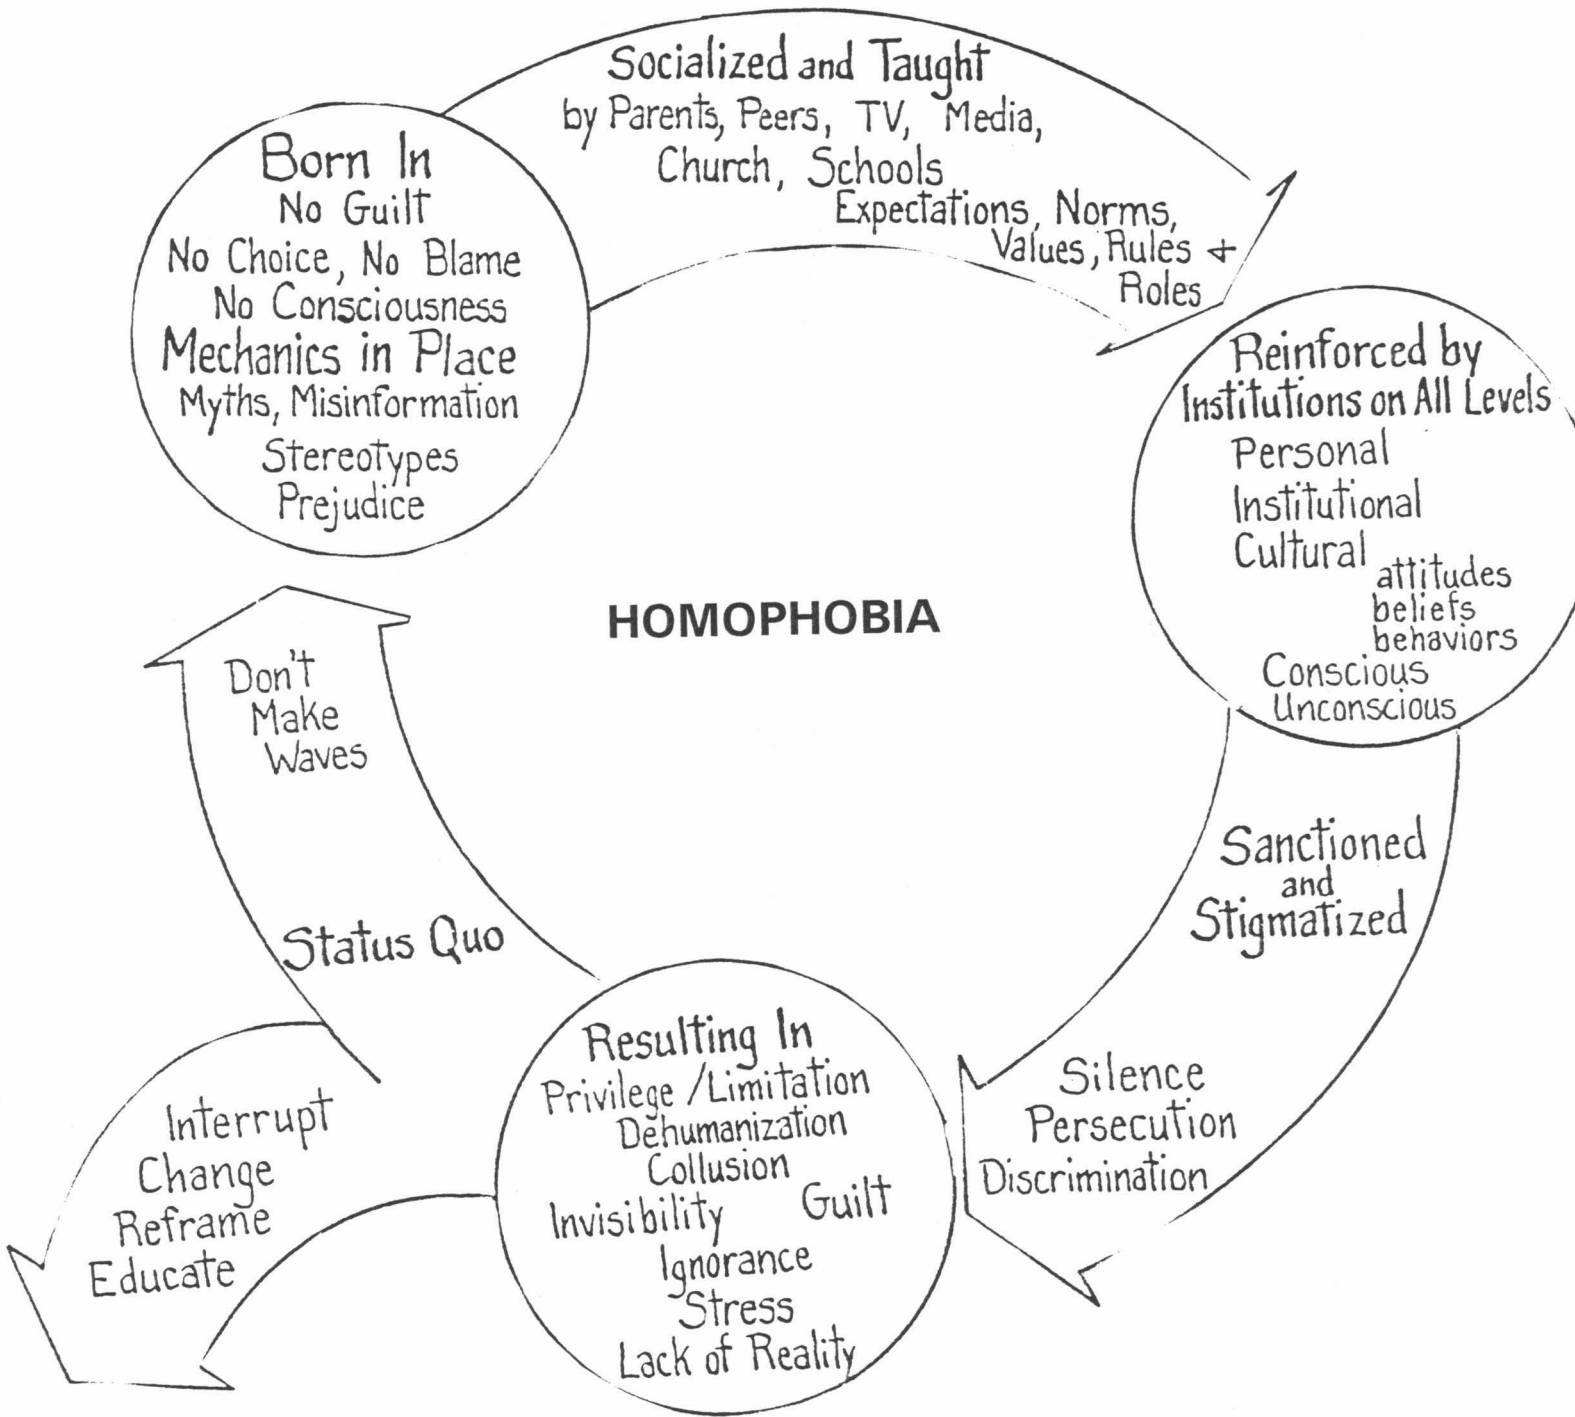 Socialized and Taught
by Parents, Peers, TV, Media,
Church, Schools
Expectations, Norms,
Values, Rules +
Roles
Born In
No Guilt
No Choice, No Blame
No Consciousness
Mechanics in Place
Myths, Misinformation
Stereotypes
Prejudice
Reinforced by
Institutions on All Levels
Personal
Institutional
Cultural
attitudes
beliefs
behaviors
Conscious
Unconscious
HOMOPHOBIA
Sanctioned
and
Stigmatized
Silence
Persecution
Discrimination
Resulting In
Privilege / Limitation
Dehumanization
Collusion
Invisibility Guilt
Ignorance
Stress
Lack of Reality
Status Quo
Don't
Make
Waves
Interrupt
Change
Reframe
Educate